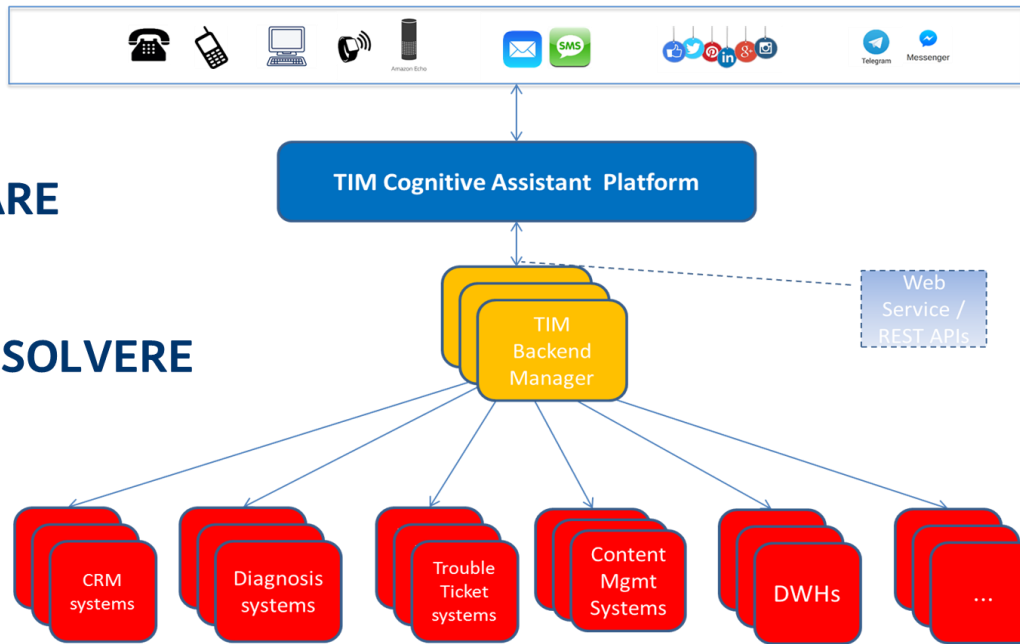 SMS
Amazon Echo
Telegram
Messenger
TIM Cognitive Assistant Platform
ARE
Web
Service /
REST APIs
TIM
Backend
Manager
SOLVERE
CRM
systems
Diagnosis
systems
Trouble
Ticket
systems
Content
Mgmt
Systems
DWHs
...